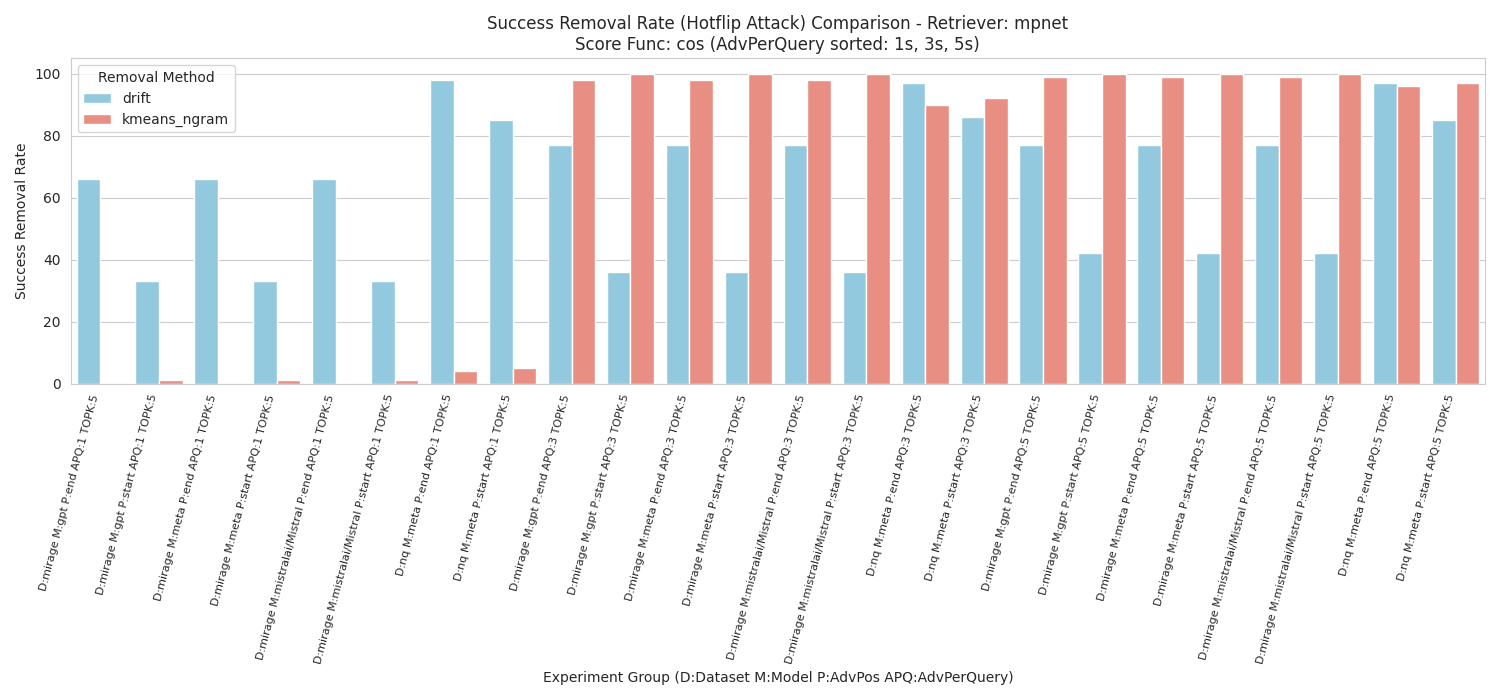 Success Removal Rate (Hotflip Attack) Comparison - Retriever: mpnet
Score Func: cos (AdvPerQuery sorted: 1s, 3s, 5s)
Removal Method
drift
kmeans_ngram
Success Removal Rate
100
80
60
40
20
0
D:mirage M:gpt P:end APQ:1 TOPK:5
D:mirage M:gpt P:start APQ:1 TOPK:5
D:mirage M:meta P:end APQ:1 TOPK:5
D:mirage M:meta P:start APQ:1 TOPK:5
D:mirage M:mistralai/Mistral P:end APQ:1 TOPK:5
D:mirage M:mistralai/Mistral P:start APQ:1 TOPK:5
D:nq M:meta P:end APQ:1 TOPK:5
D:nq M:meta P:start APQ:1 TOPK:5
D:mirage M:gpt P:end APQ:3 TOPK:5
D:mirage M:gpt P:start APQ:3 TOPK:5
D:mirage M:meta P:end APQ:3 TOPK:5
D:mirage M:meta P:start APQ:3 TOPK:5
D:mirage M:mistralai/Mistral P:end APQ:3 TOPK:5
D:mirage M:mistralai/Mistral P:start APQ:3 TOPK:5
D:nq M:meta P:end APQ:3 TOPK:5
D:nq M:meta P:start APQ:3 TOPK:5
D:mirage M:gpt P:end APQ:5 TOPK:5
D:mirage M:gpt P:start APQ:5 TOPK:5
D:mirage M:meta P:end APQ:5 TOPK:5
D:mirage M:meta P:start APQ:5 TOPK:5
D:mirage M:mistralai/Mistral P:end APQ:5 TOPK:5
D:mirage M:mistralai/Mistral P:start APQ:5 TOPK:5
D:nq M:meta P:end APQ:5 TOPK:5
D:nq M:meta P:start APQ:5 TOPK:5
Experiment Group (D:Dataset M:Model P:AdvPos APQ:AdvPerQuery)